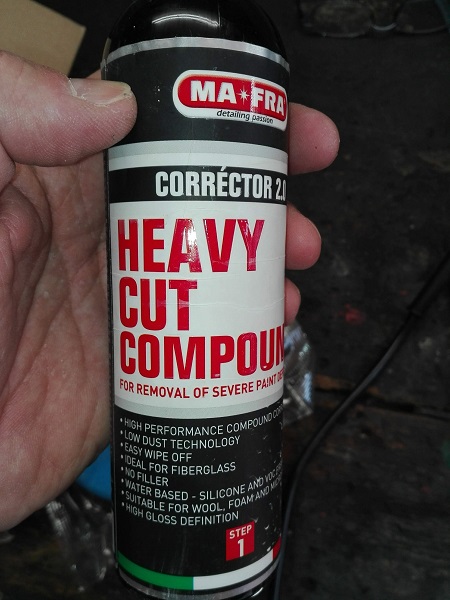 MA★FRA
detailing passion
CORRÉCTOR 2.0
HEAVY
CUT
COMPOUN
FOR REMOVAL OF SEVERE PAINT
• HIGH PERFORMANCE COMPOUND
• LOW DUST TECHNOLOGY
• EASY WIPE OFF
• IDEAL FOR FIBERGLASS
• NO FILLER
• WATER BASED - SILICONE AND VOC
• SUITABLE FOR WOOL, FOAM AND
• HIGH GLOSS DEFINITION
STEP
1